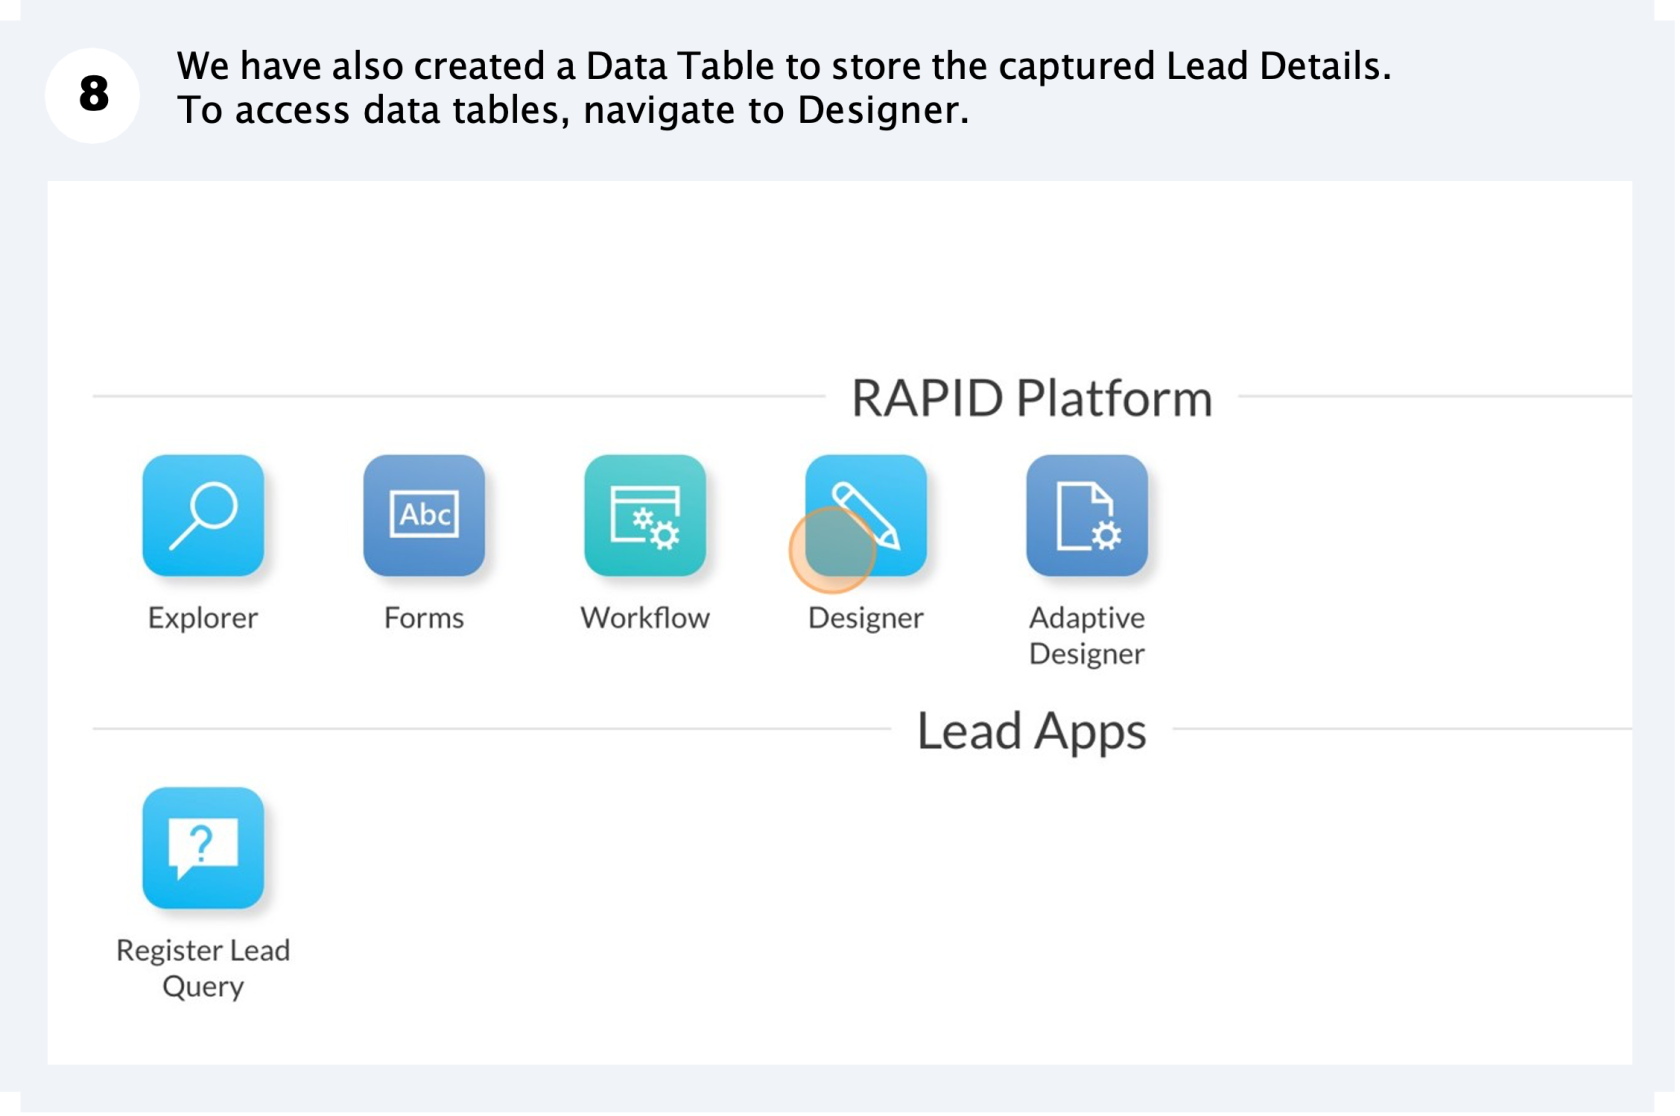 8
We have also created a Data Table to store the captured Lead Details.
To access data tables, navigate to Designer.
RAPID Platform
Abc
Explorer
Forms
Workflow
Designer
Adaptive
Designer
Lead Apps
?
Register Lead
Query